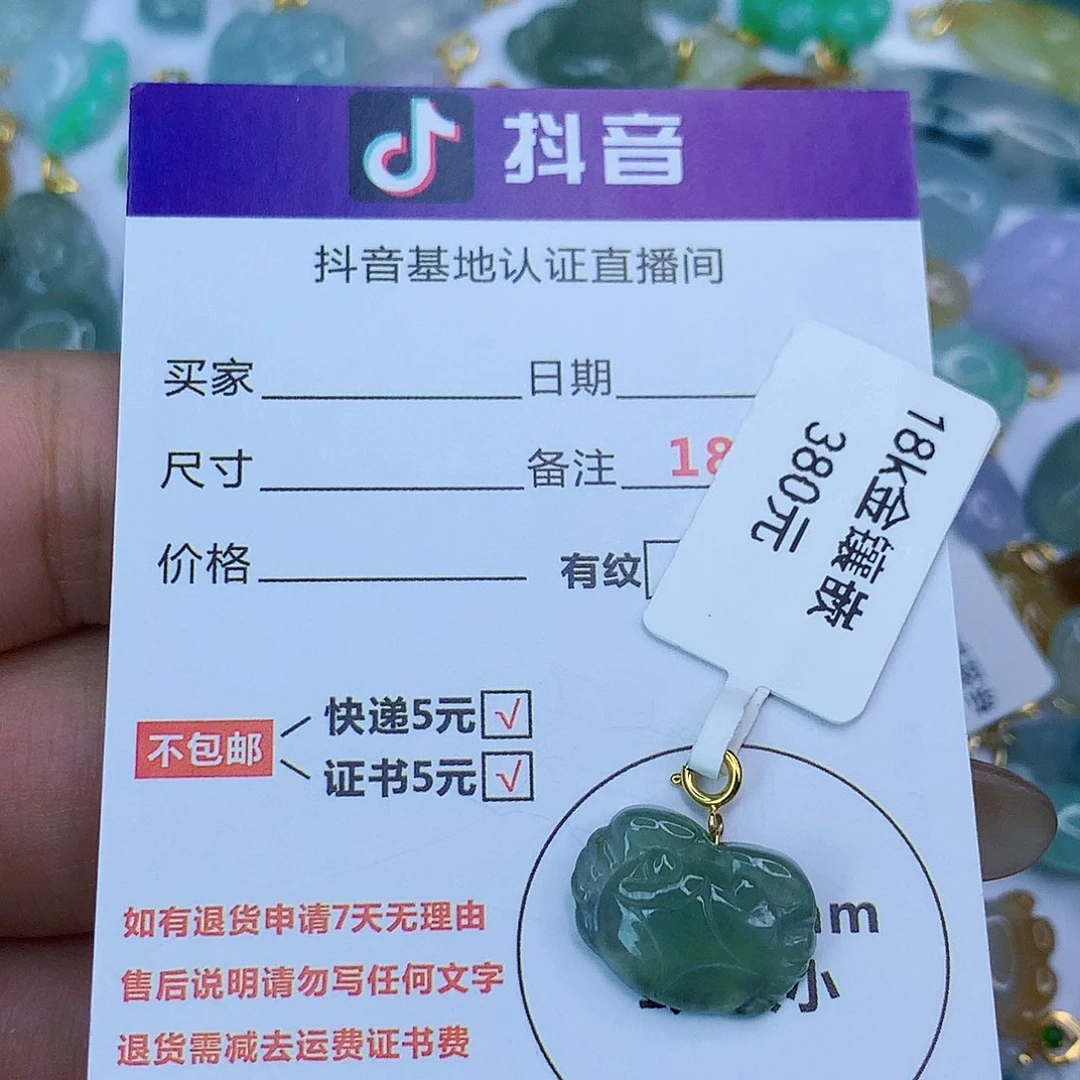 抖音
抖音基地认证直播间
买家 日期
尺寸 备注 18
价格 有纹
18k金镶嵌
380元
不包邮
快递5元 √
证书5元 √
如有退货申请7天无理由
售后说明请勿写任何文字
退货需减去运费证书费
m
小